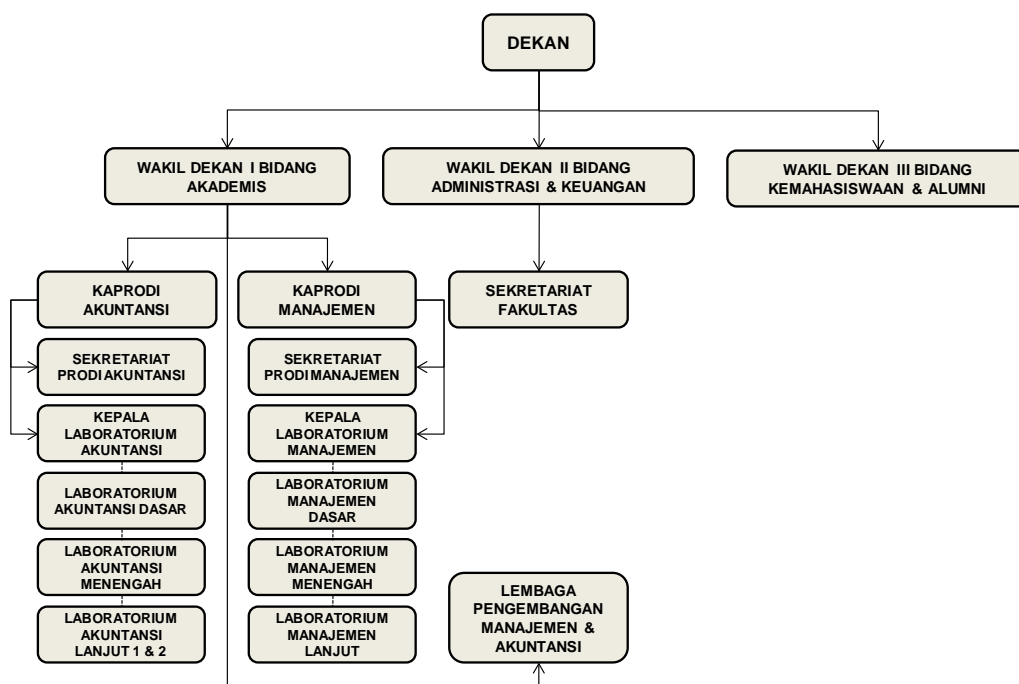 DEKAN
WAKIL DEKAN I BIDANG
AKADEMIS
WAKIL DEKAN II BIDANG
ADMINISTRASI & KEUANGAN
WAKIL DEKAN III BIDANG
KEMAHASISWAAN & ALUMNI
KAPRODI
AKUNTANSI
KAPRODI
MANAJEMEN
SEKRETARIAT
FAKULTAS
SEKRETARIAT
PRODI AKUNTANSI
SEKRETARIAT
PRODI MANAJEMEN
KEPALA
LABORATORIUM
AKUNTANSI
KEPALA
LABORATORIUM
MANAJEMEN
LABORATORIUM
AKUNTANSI DASAR
LABORATORIUM
MANAJEMEN
DASAR
LABORATORIUM
AKUNTANSI
MENENGAH
LABORATORIUM
MANAJEMEN
MENENGAH
LABORATORIUM
AKUNTANSI
LANJUT 1 & 2
LABORATORIUM
MANAJEMEN
LANJUT
LEMBAGA
PENGEMBANGAN
MANAJEMEN &
AKUNTANSI